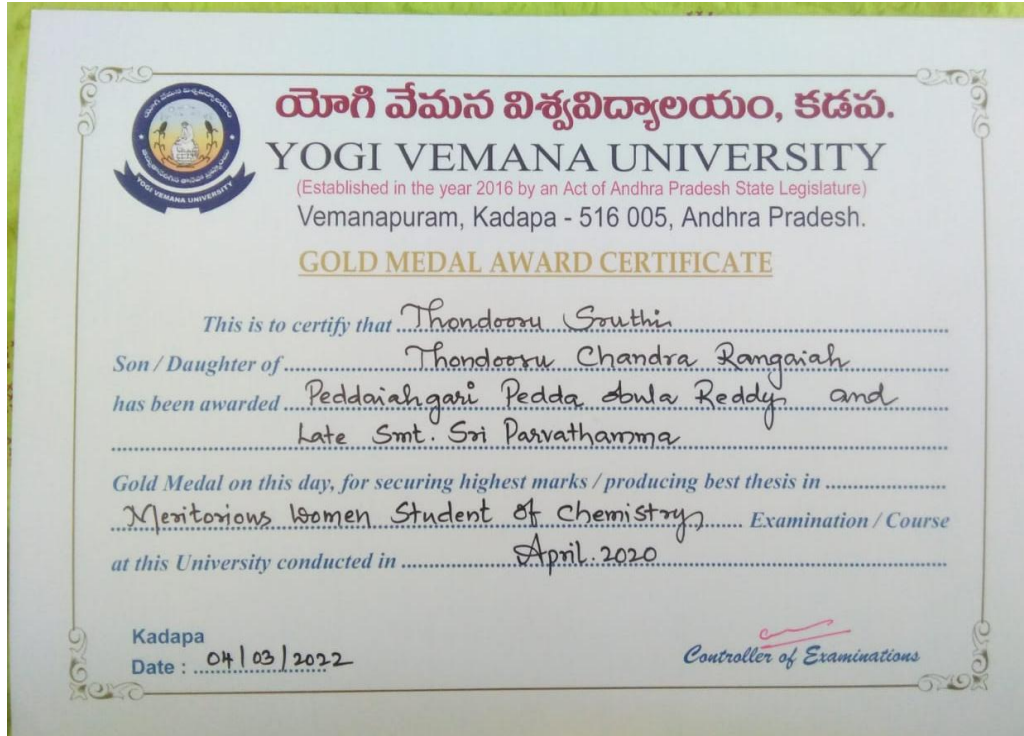 యోగి వేమన విశ్వవిద్యాలయం, కడప.
YOGI VEMANA UNIVERSITY
(Established in the year 2016 by an Act of Andhra Pradesh State Legislature)
Vemanapuram, Kadapa - 516 005, Andhra Pradesh.
YOGI VEMANA UNIVERSITY
GOLD MEDAL AWARD CERTIFICATE
This is to certify that Thondooru Sruthi
Son / Daughter of Thondooru Chandra Rangaiah
has been awarded Peddaiahgari Pedda obula Reddy and
Late Smt. Sri Parvathamma
Gold Medal on this day, for securing highest marks / producing best thesis in
Meritorious Women Student of Chemistry Examination / Course
at this University conducted in April. 2020
Kadapa
Date : 04/03/2022
Controller of Examinations